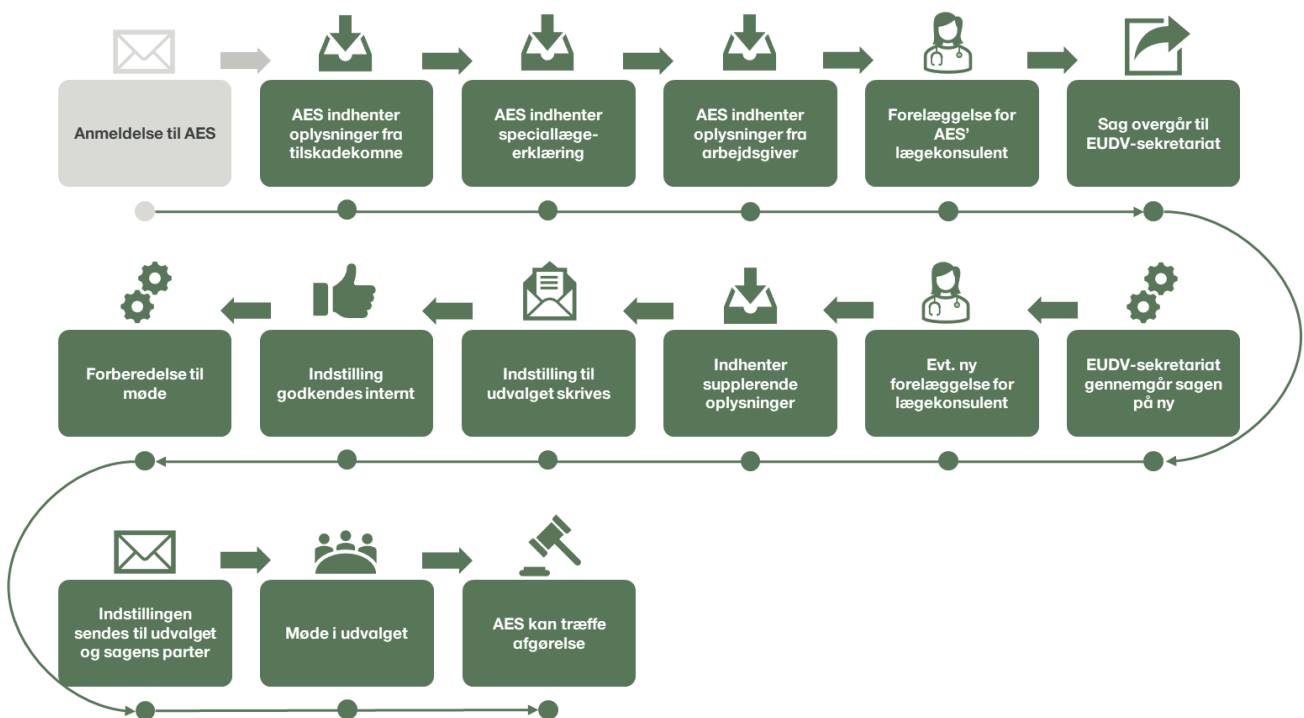 Anmeldelse til AES
AES indhenter
oplysninger fra
tilskadekomne
AES indhenter
speciallæge-
erklæring
AES indhenter
oplysninger fra
arbejdsgiver
Forelæggelse for
AES'
lægekonsulent
Sag overgår til
EUDV-sekretariat
Forberedelse til
møde
Indstilling
godkendes internt
Indstilling til
udvalget skrives
Indhenter
supplerende
oplysninger
Evt. ny
forelæggelse for
lægekonsulent
EUDV-sekretariat
gennemgår sagen
på ny
Indstillingen
sendes til udvalget
og sagens parter
Møde i udvalget
AES kan træffe
afgørelse